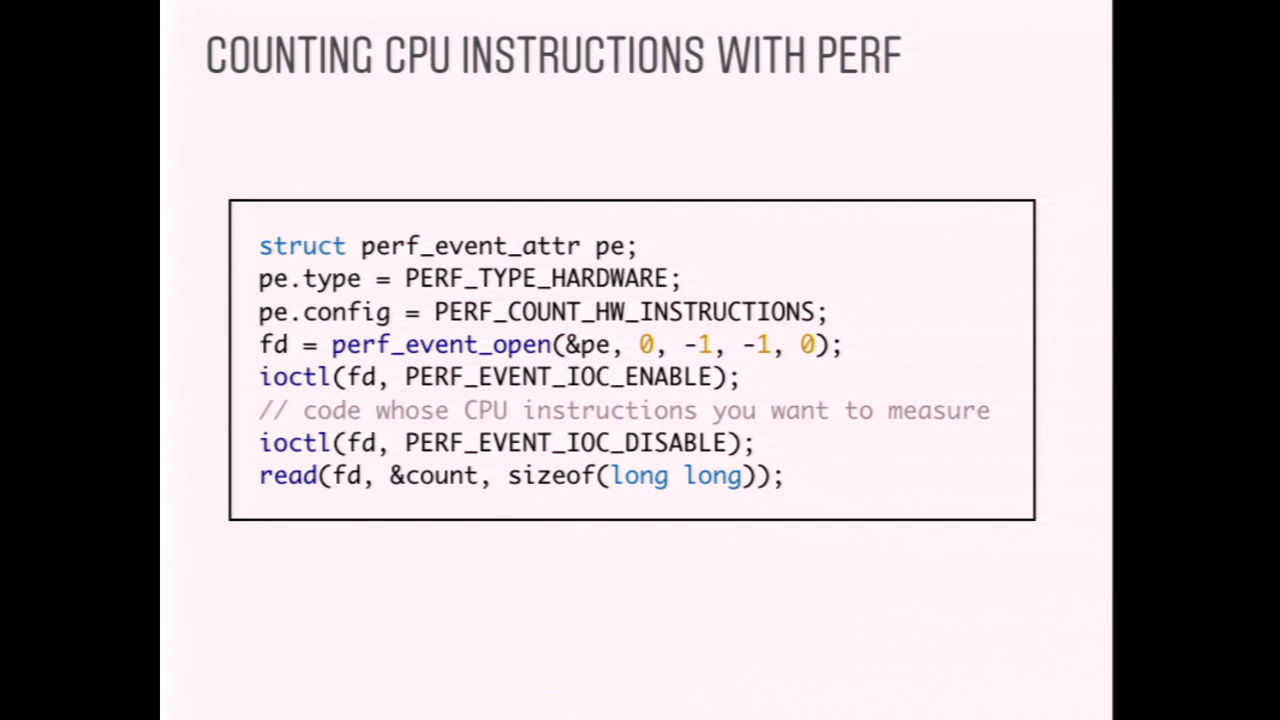 COUNTING CPU INSTRUCTIONS WITH PERF
struct perf_event_attr pe;
pe.type = PERF_TYPE_HARDWARE;
pe.config = PERF_COUNT_HW_INSTRUCTIONS;
fd = perf_event_open(&pe, 0, -1, -1, 0);
ioctl(fd, PERF_EVENT_IOC_ENABLE);
// code whose CPU instructions you want to measure
ioctl(fd, PERF_EVENT_IOC_DISABLE);
read(fd, &count, sizeof(long long));